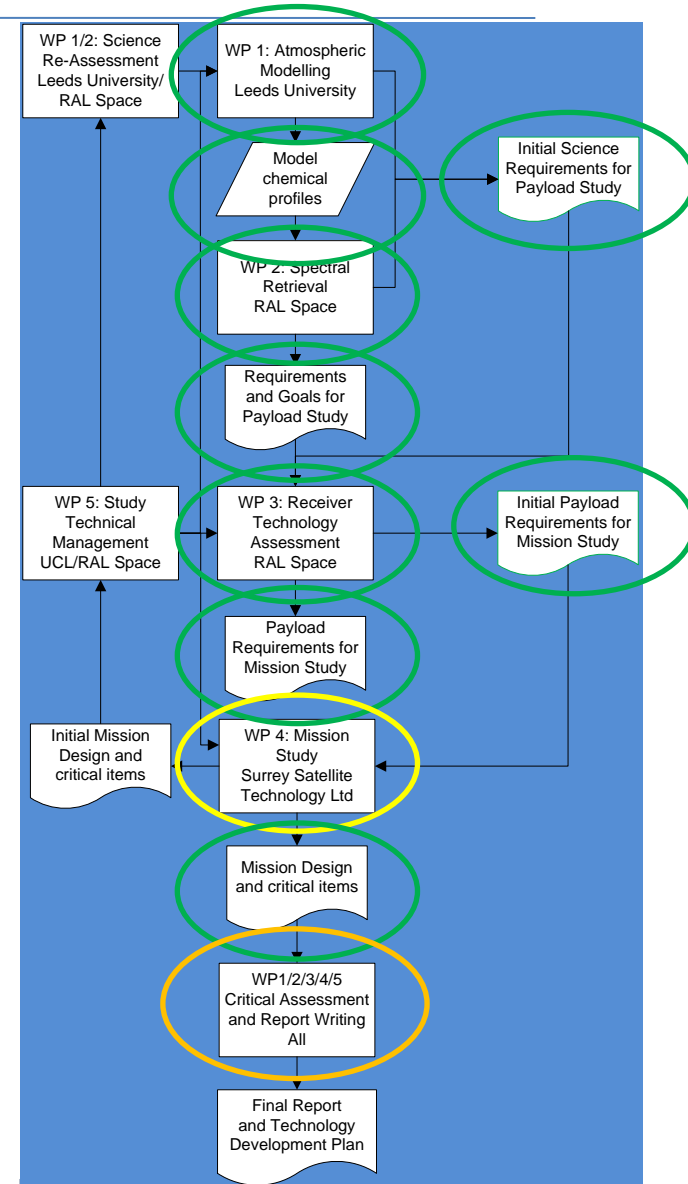 WP 1/2: Science
Re-Assessment
Leeds University/
RAL Space
WP 1: Atmospheric
Modelling
Leeds University
Model
chemical
profiles
Initial Science
Requirements for
Payload Study
WP 2: Spectral
Retrieval
RAL Space
Requirements
and Goals for
Payload Study
WP 5: Study
Technical
Management
UCL/RAL Space
WP 3: Receiver
Technology
Assessment
RAL Space
Initial Payload
Requirements for
Mission Study
Payload
Requirements for
Mission Study
Initial Mission
Design and
critical items
WP 4: Mission
Study
Surrey Satellite
Technology Ltd
Mission Design
and critical items
WP1/2/3/4/5
Critical Assessment
and Report Writing
All
Final Report
and Technology
Development Plan